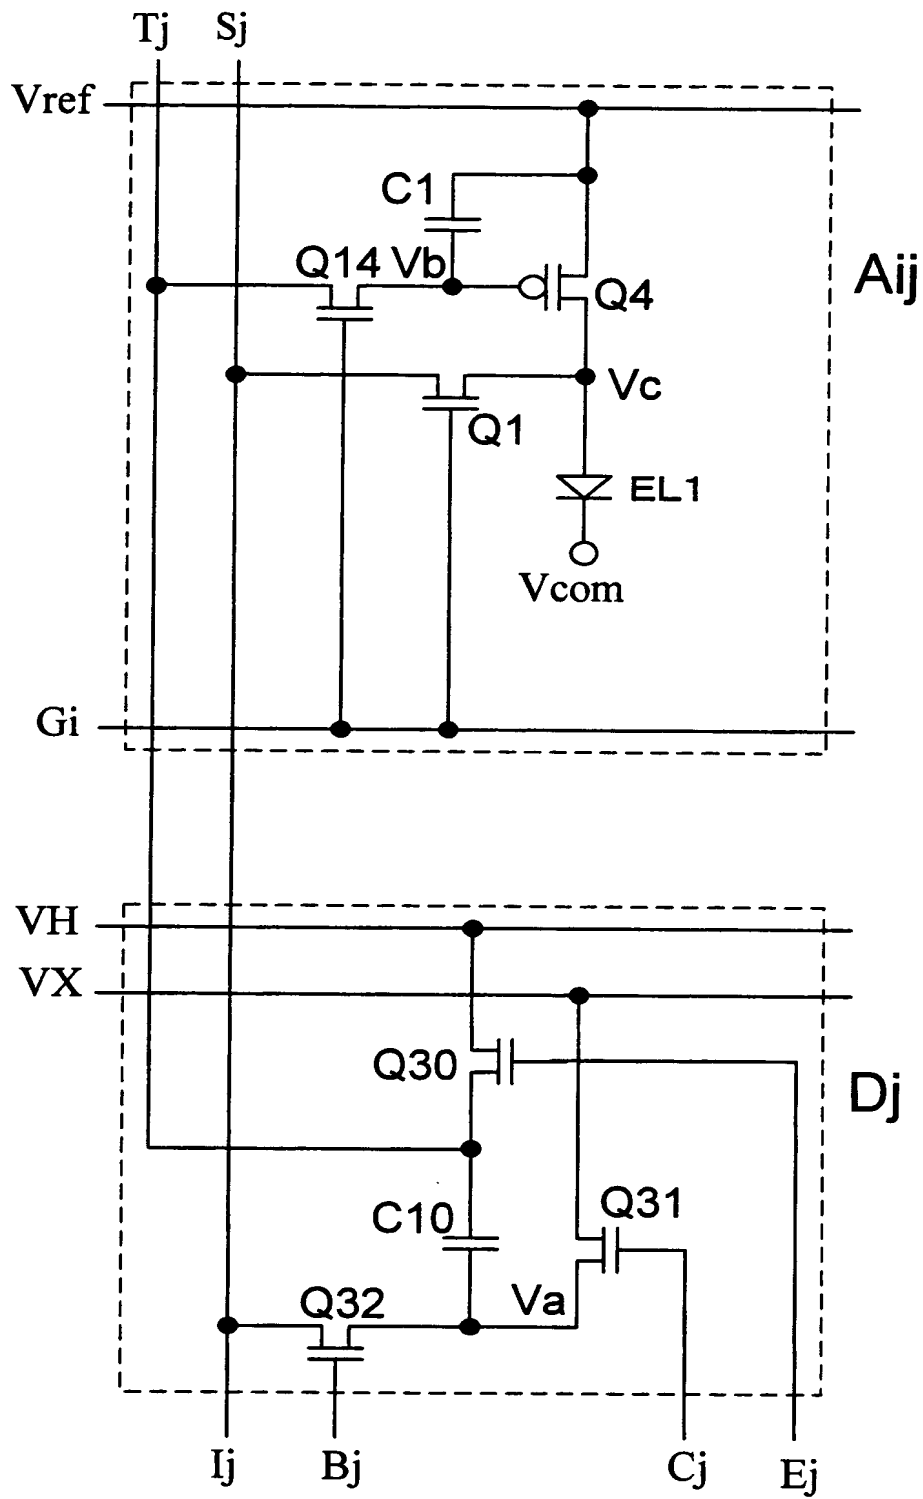 Tj Sj
Vref
C1
Q14 Vb
Q4
Aij
Vc
Q1
EL1
Vcom
Gi
VH
VX
Q30
Dj
Q31
C10
Va
Q32
Ij Bj Cj Ej